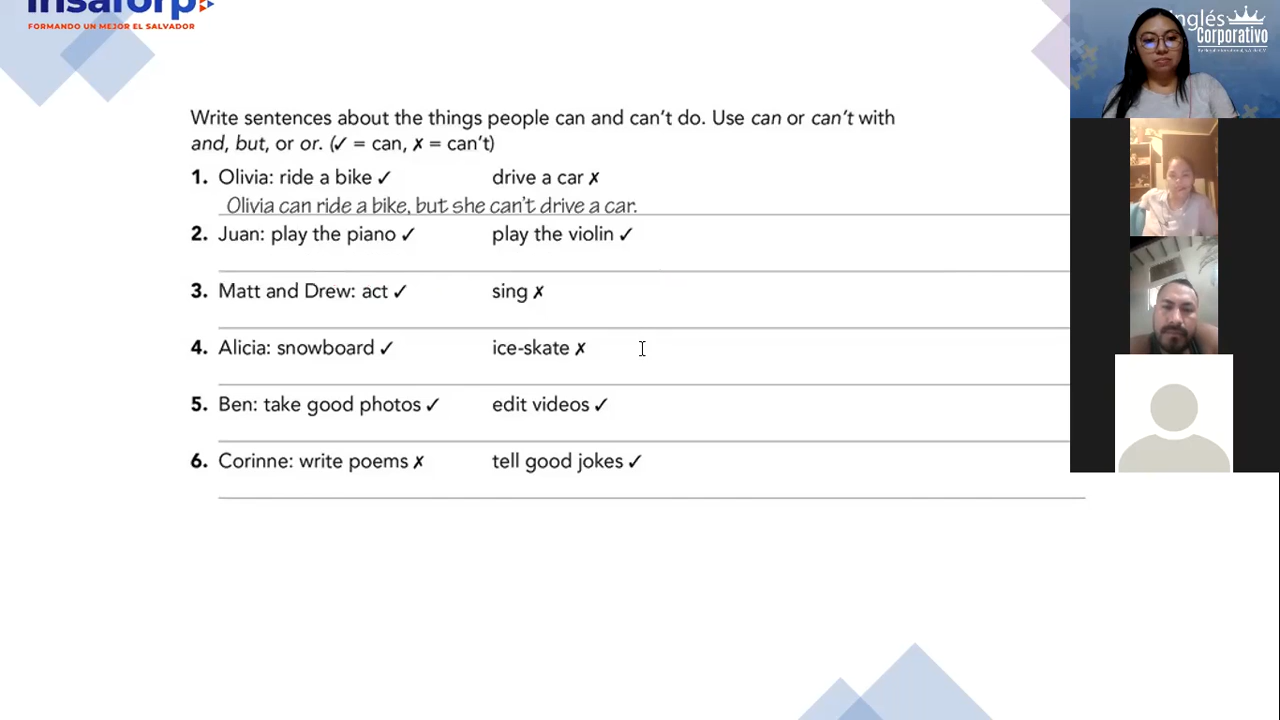 insaforp
FORMANDO UN MEJOR EL SALVADOR
inglés
Corporativo
Write sentences about the things people can and can't do. Use can or can't with
and, but, or or. (✓ = can, ✗ = can't)
1. Olivia: ride a bike ✓ drive a car ✗
Olivia can ride a bike, but she can't drive a car.
2. Juan: play the piano ✓ play the violin ✓
3. Matt and Drew: act ✓ sing ✗
4. Alicia: snowboard ✓ ice-skate ✗
5. Ben: take good photos ✓ edit videos ✓
6. Corinne: write poems ✗ tell good jokes ✓